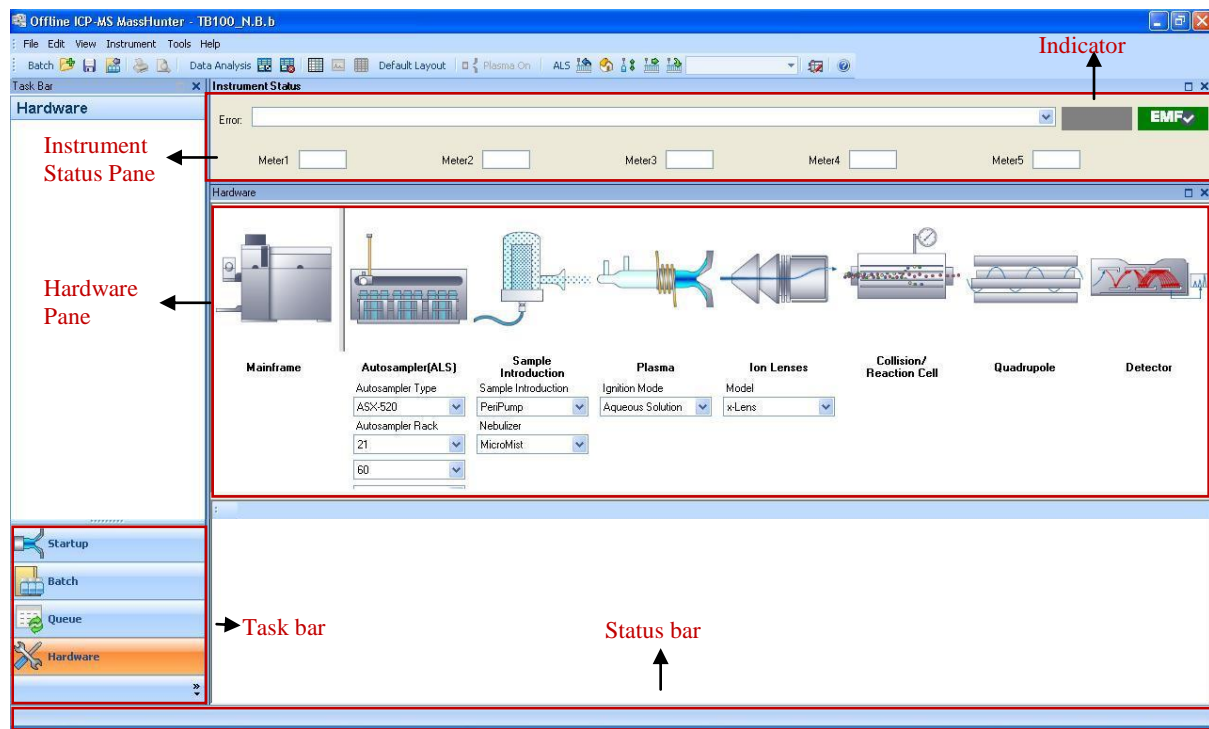 Offline ICP-MS MassHunter - TB100_N.B.b
File Edit View Instrument Tools Help
Batch Data Analysis Default Layout Plasma On ALS
Indicator
Task Bar
Instrument Status
Hardware
Error:
EMF
Instrument
Status Pane
Meter1 Meter2 Meter3 Meter4 Meter5
Hardware
Hardware
Pane
Mainframe
Autosampler(ALS)
Autosampler Type
ASX-520
Autosampler Rack
21
60
Sample
Introduction
Sample Introduction
PeriPump
Nebulizer
MicroMist
Plasma
Ignition Mode
Aqueous Solution
Ion Lenses
Model
x-Lens
Collision/
Reaction Cell
Quadrupole
Detector
Startup
Batch
Queue
Hardware
Task bar
Status bar